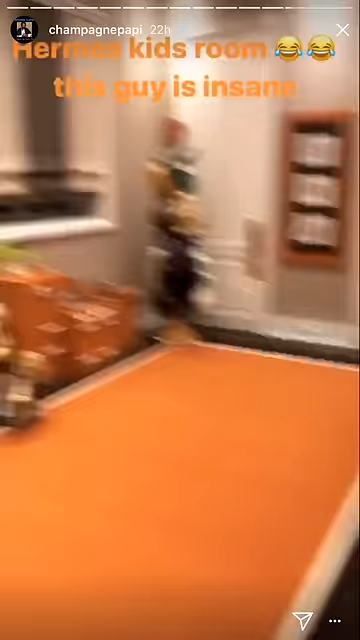 champagnepapi 22h
Hermes kids room 😂😂
this guy is insane